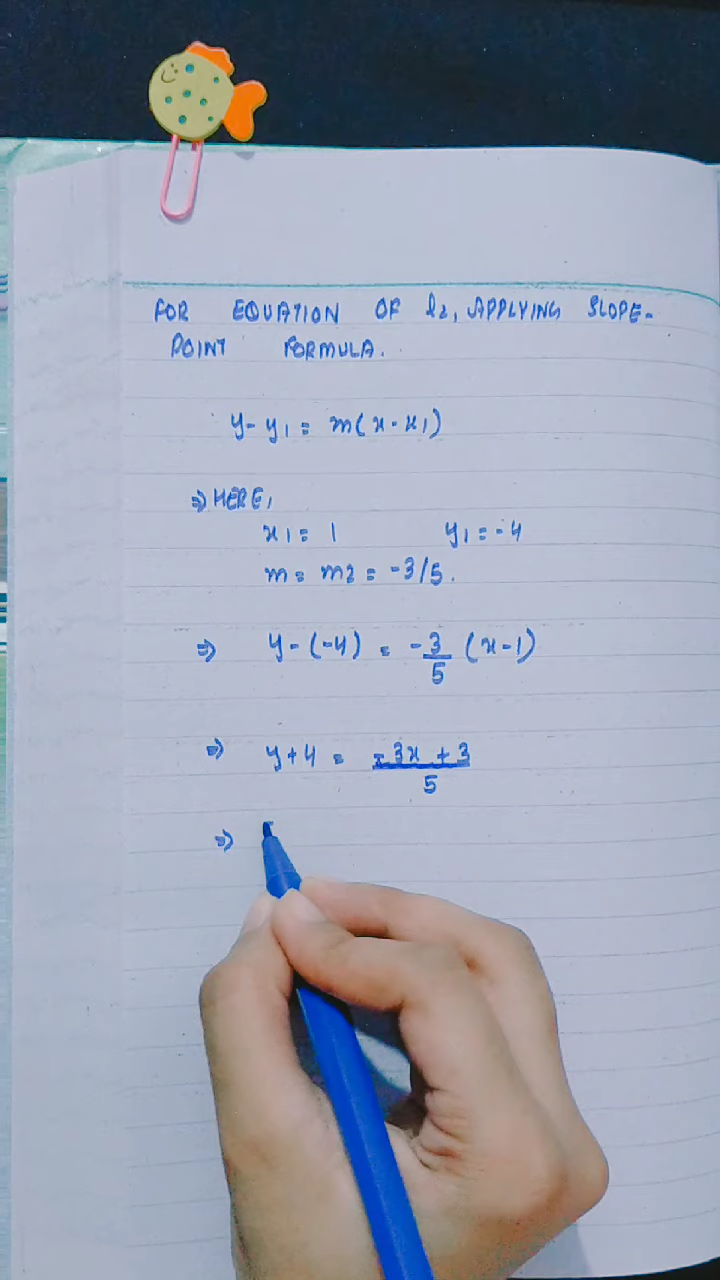 FOR EQUATION OF l2, APPLYING SLOPE-
POINT FORMULA.
y - y1 = m(x - x1)
⇒ HERE,
x1 = 1 y1 = -4
m = m2 = -3/5.
⇒ y - (-4) = -3/5 (x - 1)
⇒ y + 4 = -3x + 3 / 5
⇒